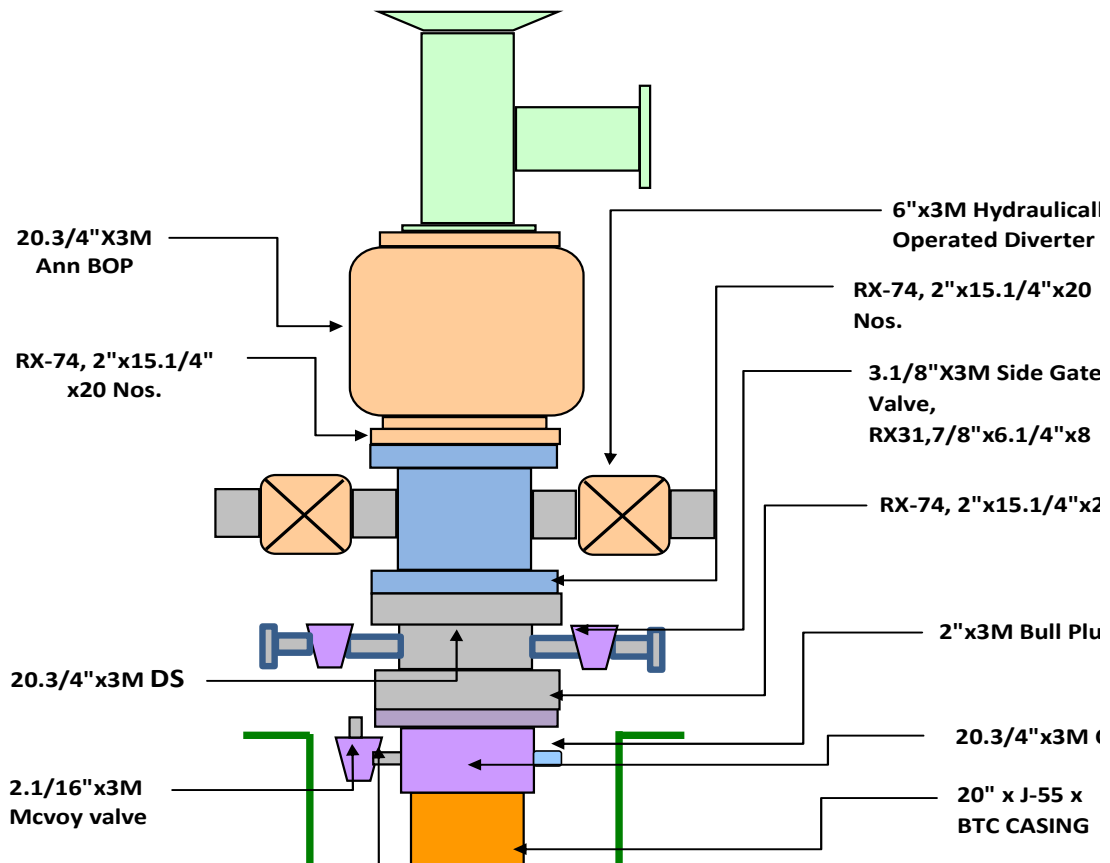 20.3/4"X3M
Ann BOP
RX-74, 2"x15.1/4"
x20 Nos.
20.3/4"x3M DS
2.1/16"x3M
Mcvoy valve
6"x3M Hydraulicall
Operated Diverter
RX-74, 2"x15.1/4"x20
Nos.
3.1/8"X3M Side Gate
Valve,
RX31,7/8"x6.1/4"x8
RX-74, 2"x15.1/4"x2
2"x3M Bull Plu
20.3/4"x3M
20" x J-55 x
BTC CASING